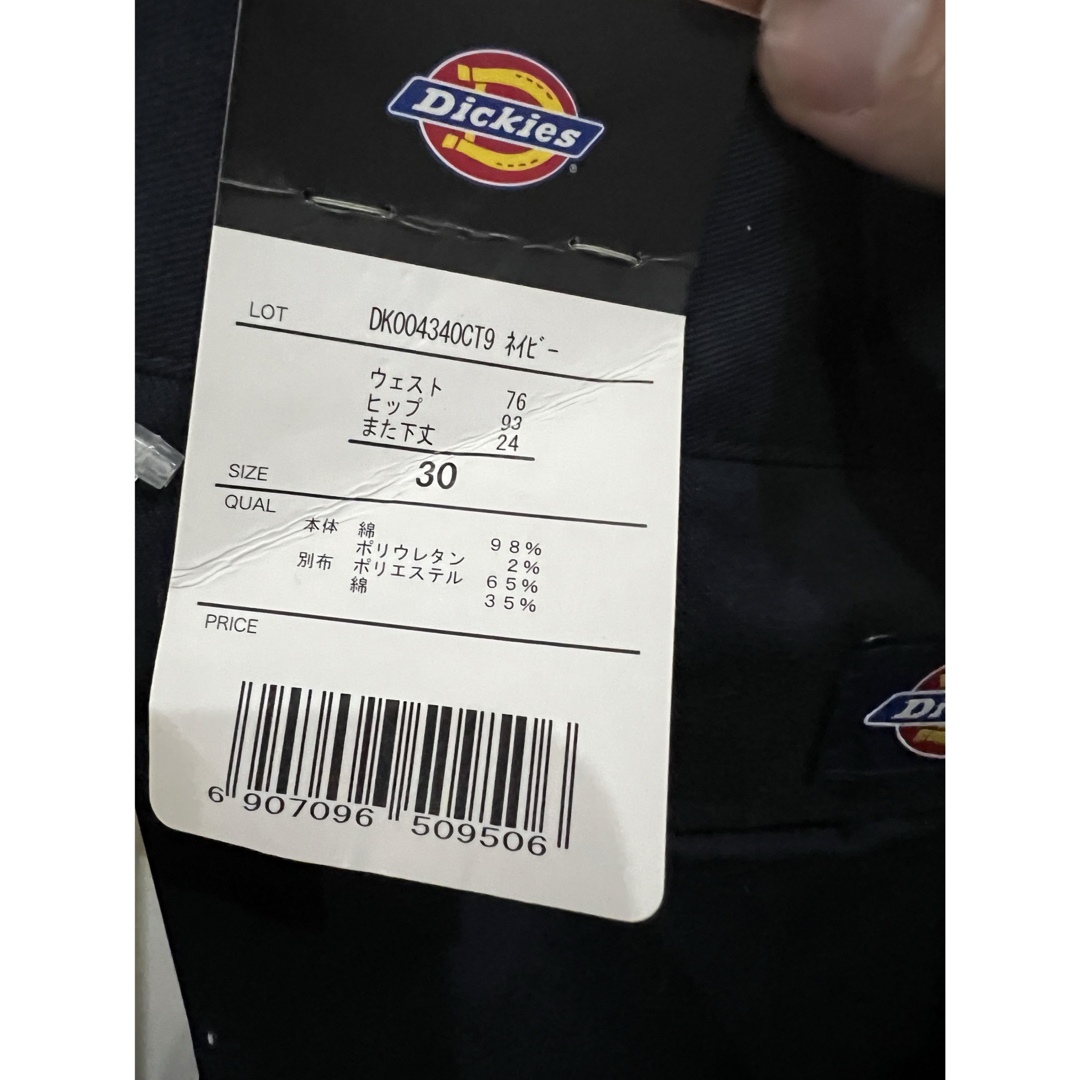 Dickies
®
LOT DK004340CT9 ﾈｲﾋﾞｰ
ウェスト 76
ヒップ 93
また下丈 24
SIZE 30
QUAL
本体 綿 98%
ポリウレタン 2%
別布 ポリエステル 65%
綿 35%
PRICE
6 907096 509506